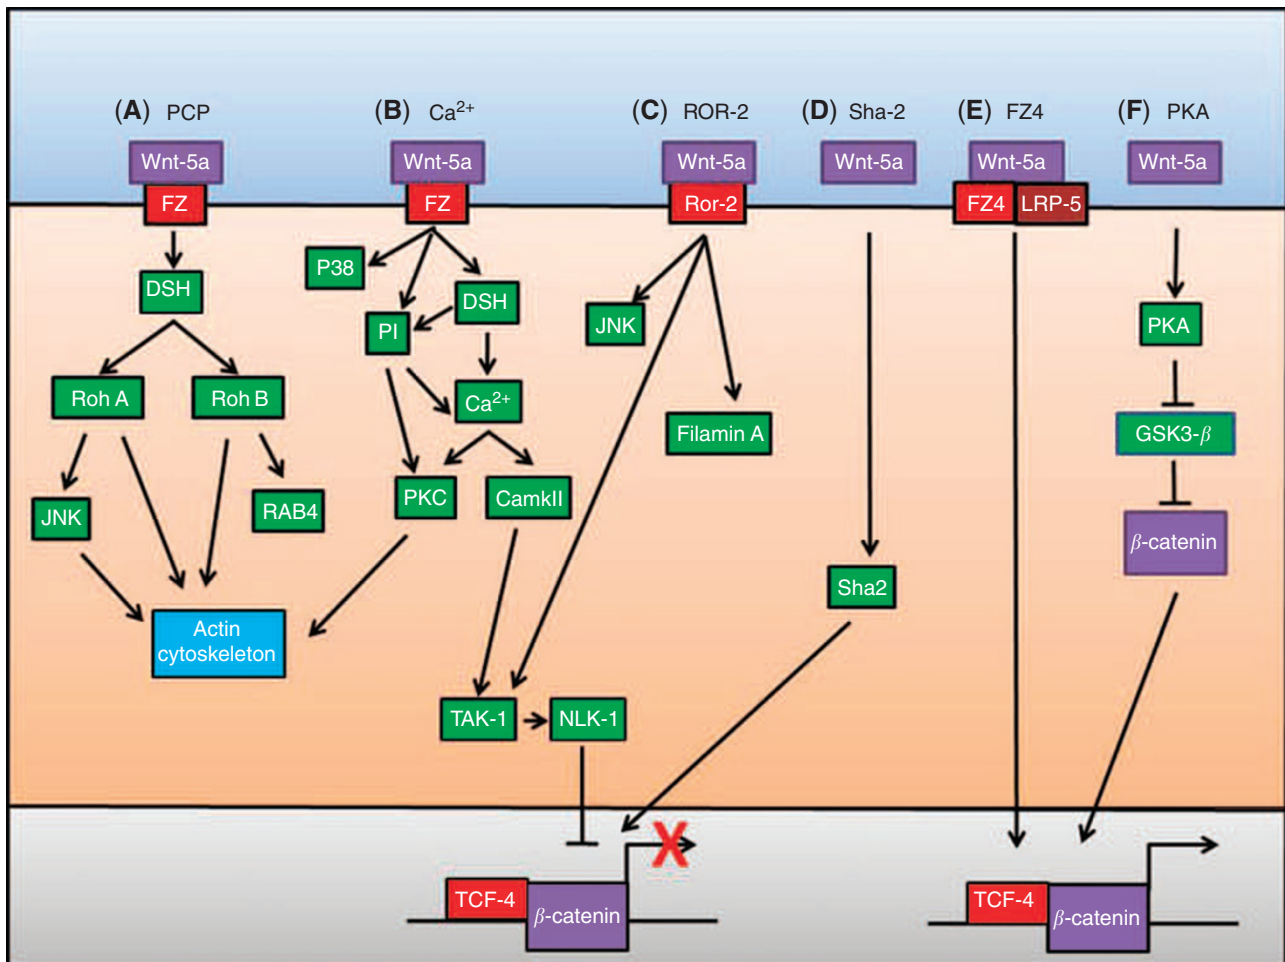 (A) PCP
(B) Ca²⁺
(C) ROR-2
(D) Sha-2
(E) FZ4
(F) PKA
Wnt-5a
Wnt-5a
Wnt-5a
Wnt-5a
Wnt-5a
Wnt-5a
FZ
FZ
Ror-2
FZ4
LRP-5
DSH
P38
DSH
PI
JNK
PKA
Roh A
Roh B
Ca²⁺
Filamin A
GSK3-β
JNK
RAB4
PKC
CamkII
β-catenin
Sha2
Actin
cytoskeleton
TAK-1
NLK-1
X
TCF-4
β-catenin
TCF-4
β-catenin